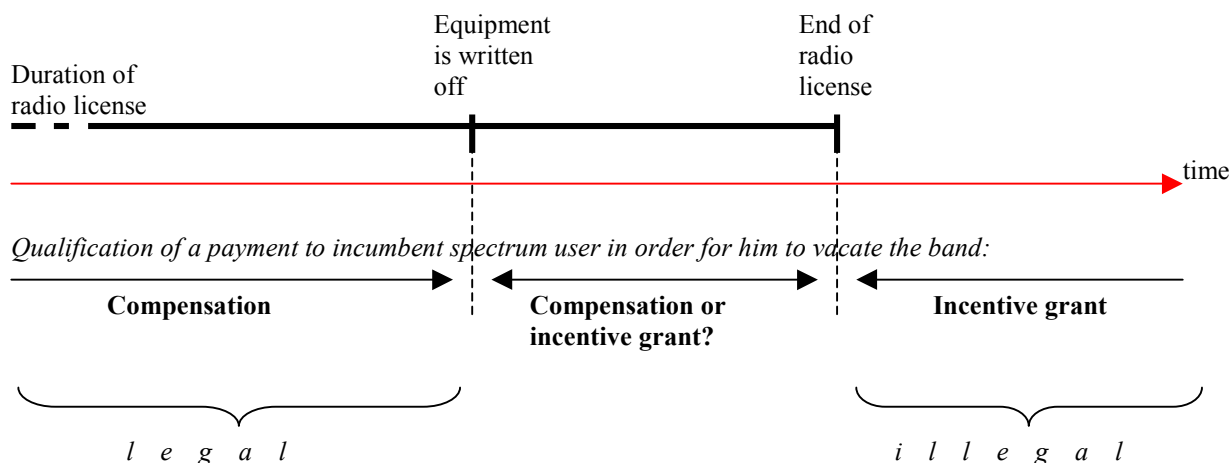 Duration of
radio license
Equipment
is written
off
End of
radio
license
time
Qualification of a payment to incumbent spectrum user in order for him to vacate the band:
Compensation
Compensation or
incentive grant?
Incentive grant
l e g a l
i l l e g a l